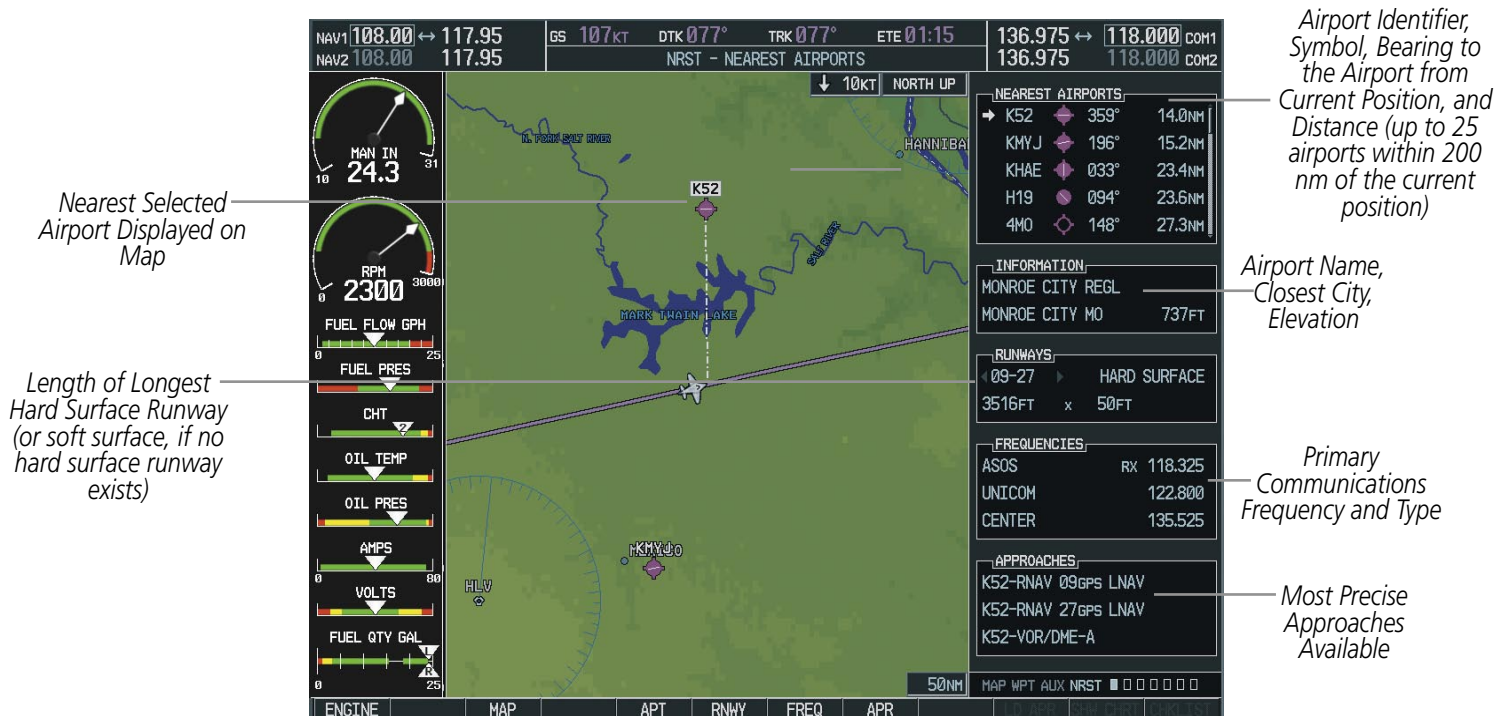 NAV1 108.00 ↔ 117.95
NAV2 108.00 117.95
GS 107KT DTK 077° TRK 077° ETE 01:15
NRST - NEAREST AIRPORTS
136.975 ↔ 118.000 COM1
136.975 118.000 COM2
MAN IN
24.3
10 31
RPM
2300
0 3000
FUEL FLOW GPH
0 25
FUEL PRES
CHT
2
OIL TEMP
OIL PRES
AMPS
0 80
VOLTS
FUEL QTY GAL
L
R
0 25
↓ 10KT NORTH UP
N. FORK SALT RIVER
HANNIBA
K52
SALT RIVER
MARK TWAIN LAKE
KMYJ
HLV
50NM
NEAREST AIRPORTS
K52 359° 14.0NM
KMYJ 196° 15.2NM
KHAE 033° 23.4NM
H19 094° 23.6NM
4MO 148° 27.3NM
INFORMATION
MONROE CITY REGL
MONROE CITY MO 737FT
RUNWAYS
09-27 HARD SURFACE
3516FT x 50FT
FREQUENCIES
ASOS RX 118.325
UNICOM 122.800
CENTER 135.525
APPROACHES
K52-RNAV 09GPS LNAV
K52-RNAV 27GPS LNAV
K52-VOR/DME-A
MAP WPT AUX NRST
ENGINE MAP APT RNWY FREQ APR LD APR SHW CHRT CHKLIST
Nearest Selected
Airport Displayed on
Map
Length of Longest
Hard Surface Runway
(or soft surface, if no
hard surface runway
exists)
Airport Identifier,
Symbol, Bearing to
the Airport from
Current Position, and
Distance (up to 25
airports within 200
nm of the current
position)
Airport Name,
Closest City,
Elevation
Primary
Communications
Frequency and Type
Most Precise
Approaches
Available